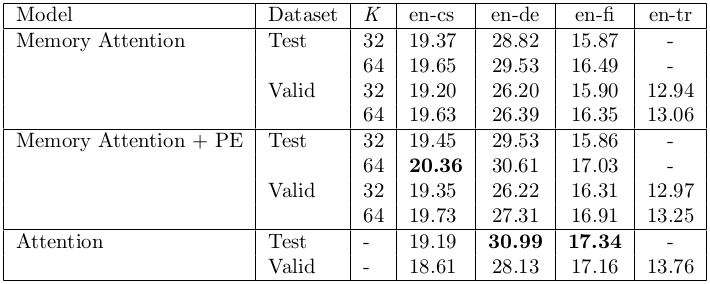 Model Dataset K en-cs en-de en-fi en-tr
Memory Attention Test 32 19.37 28.82 15.87 -
64 19.65 29.53 16.49 -
Valid 32 19.20 26.20 15.90 12.94
64 19.63 26.39 16.35 13.06
Memory Attention + PE Test 32 19.45 29.53 15.86 -
64 20.36 30.61 17.03 -
Valid 32 19.35 26.22 16.31 12.97
64 19.73 27.31 16.91 13.25
Attention Test - 19.19 30.99 17.34 -
Valid - 18.61 28.13 17.16 13.76